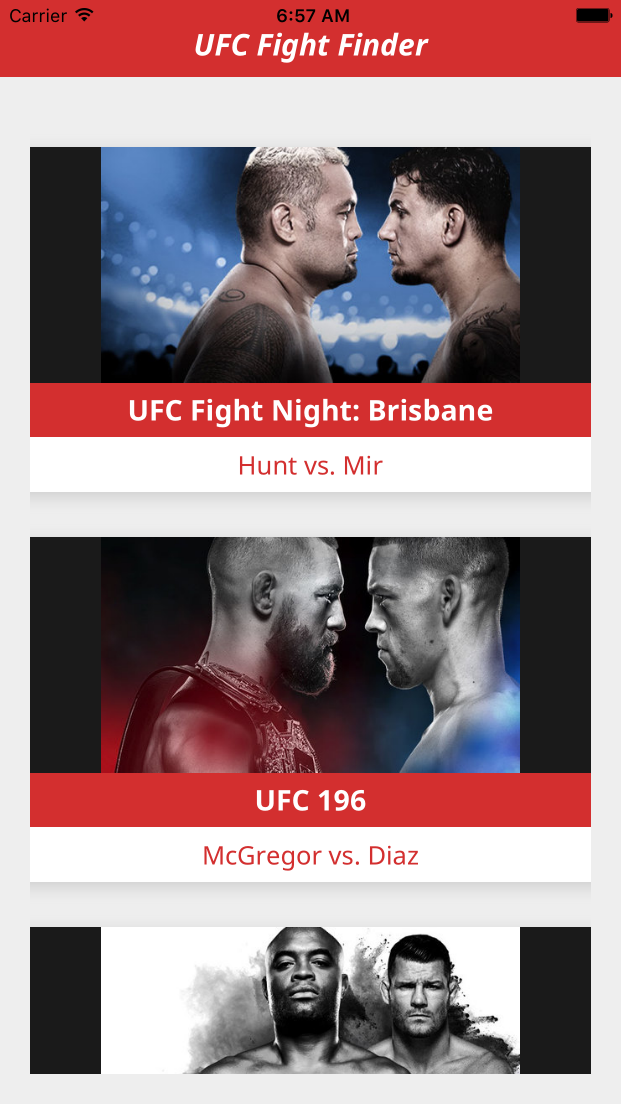 Carrier 6:57 AM
UFC Fight Finder
UFC Fight Night: Brisbane
Hunt vs. Mir
UFC 196
McGregor vs. Diaz